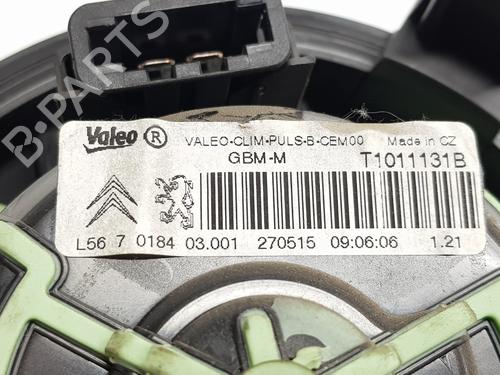 Valeo® VALEO-CLIM-PULS-B-CEM00 Made in CZ
GBM-M T1011131B
L56 7 0184 03.001 270515 09:06:06 1.21
B-PARTS